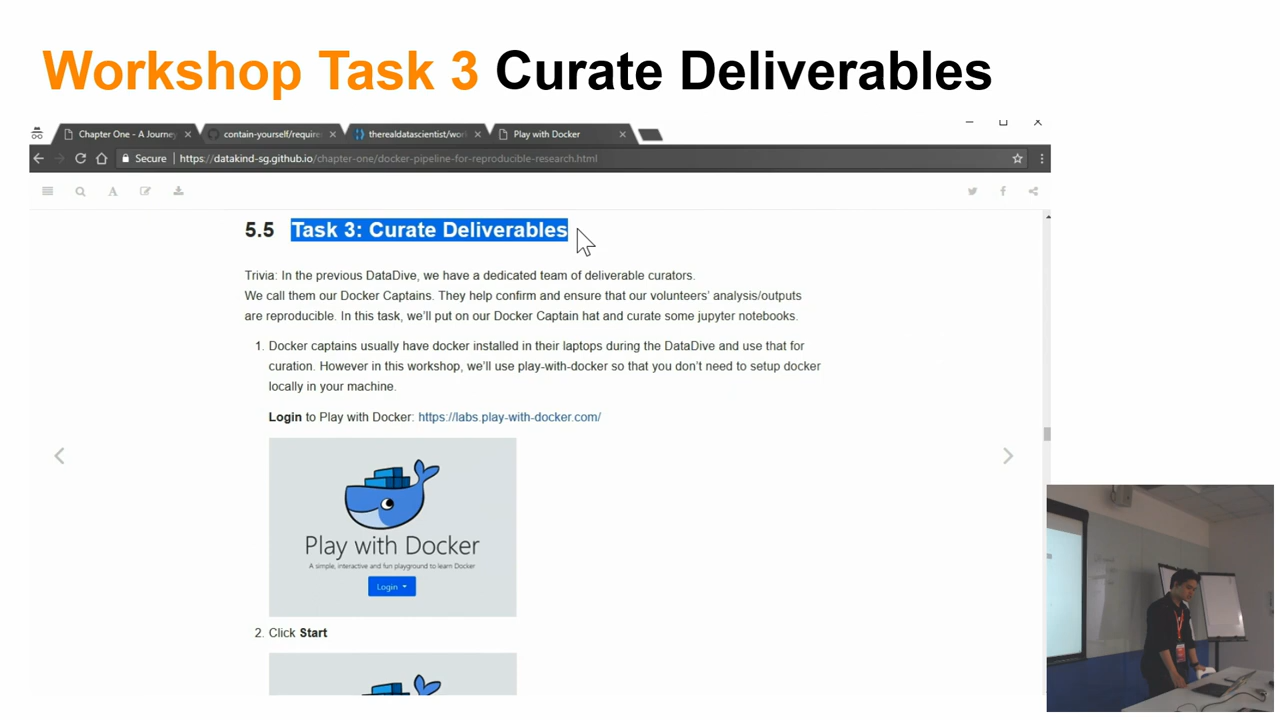 Workshop Task 3 Curate Deliverables
Chapter One - A Journey
contain-yourself/require
therealdatascientist/wor
Play with Docker
Secure
https://datakind-sg.github.io/chapter-one/docker-pipeline-for-reproducible-research.html
5.5 Task 3: Curate Deliverables
Trivia: In the previous DataDive, we have a dedicated team of deliverable curators.
We call them our Docker Captains. They help confirm and ensure that our volunteers' analysis/outputs
are reproducible. In this task, we'll put on our Docker Captain hat and curate some jupyter notebooks.
1. Docker captains usually have docker installed in their laptops during the DataDive and use that for
curation. However in this workshop, we'll use play-with-docker so that you don't need to setup docker
locally in your machine.
Login to Play with Docker: https://labs.play-with-docker.com/
Play with Docker
A simple, interactive and fun playground to learn Docker
Login
2. Click Start